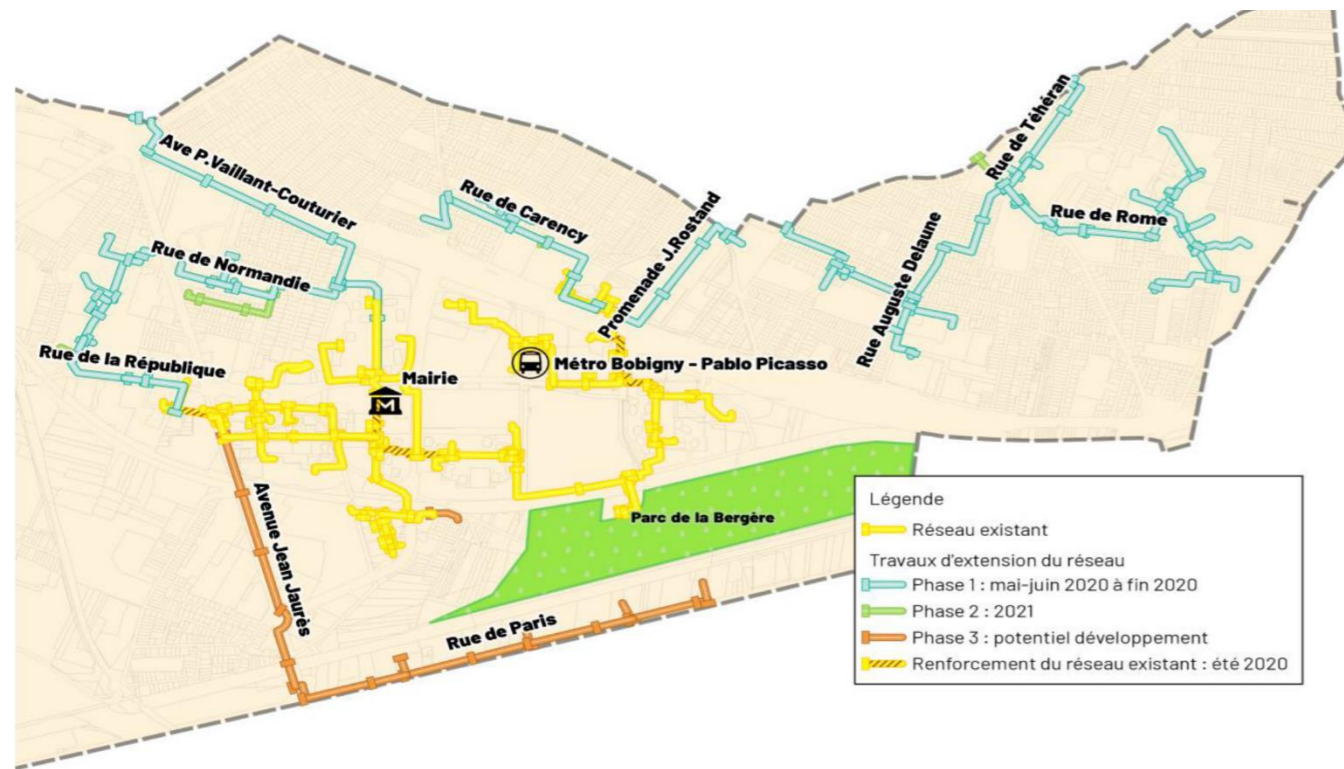 Ave P.Vaillant-Couturier
Rue de Carency
Promenade J.Rostand
Rue de Téhéran
Rue de Rome
Rue Auguste Delaune
Rue de Normandie
Rue de la République
Mairie
M
Métro Bobigny - Pablo Picasso
Parc de la Bergère
Avenue Jean Jaurès
Rue de Paris
Légende
Réseau existant
Travaux d'extension du réseau
Phase 1 : mai-juin 2020 à fin 2020
Phase 2 : 2021
Phase 3 : potentiel développement
Renforcement du réseau existant : été 2020